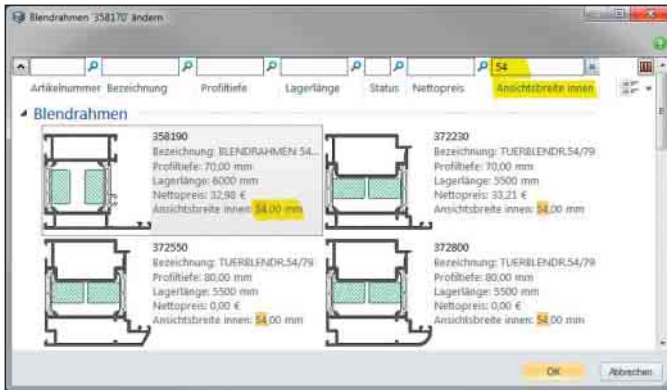 Blendrahmen '358170' ändern
54
Artikelnummer Bezeichnung Profiltiefe Lagerlänge Status Nettopreis Ansichtsbreite innen
Blendrahmen
358190
Bezeichnung: BLENDRAHMEN 54...
Profiltiefe: 70,00 mm
Lagerlänge: 6000 mm
Nettopreis: 32,98 €
Ansichtsbreite innen: 54,00 mm
372230
Bezeichnung: TUERBLENDR.54/79
Profiltiefe: 70,00 mm
Lagerlänge: 5500 mm
Nettopreis: 33,21 €
Ansichtsbreite innen: 54,00 mm
372550
Bezeichnung: TUERBLENDR.54/79
Profiltiefe: 80,00 mm
Lagerlänge: 5500 mm
Nettopreis: 0,00 €
Ansichtsbreite innen: 54,00 mm
372800
Bezeichnung: TUERBLENDR.54/79
Profiltiefe: 80,00 mm
Lagerlänge: 5500 mm
Nettopreis: 0,00 €
Ansichtsbreite innen: 54,00 mm
OK Abbrechen